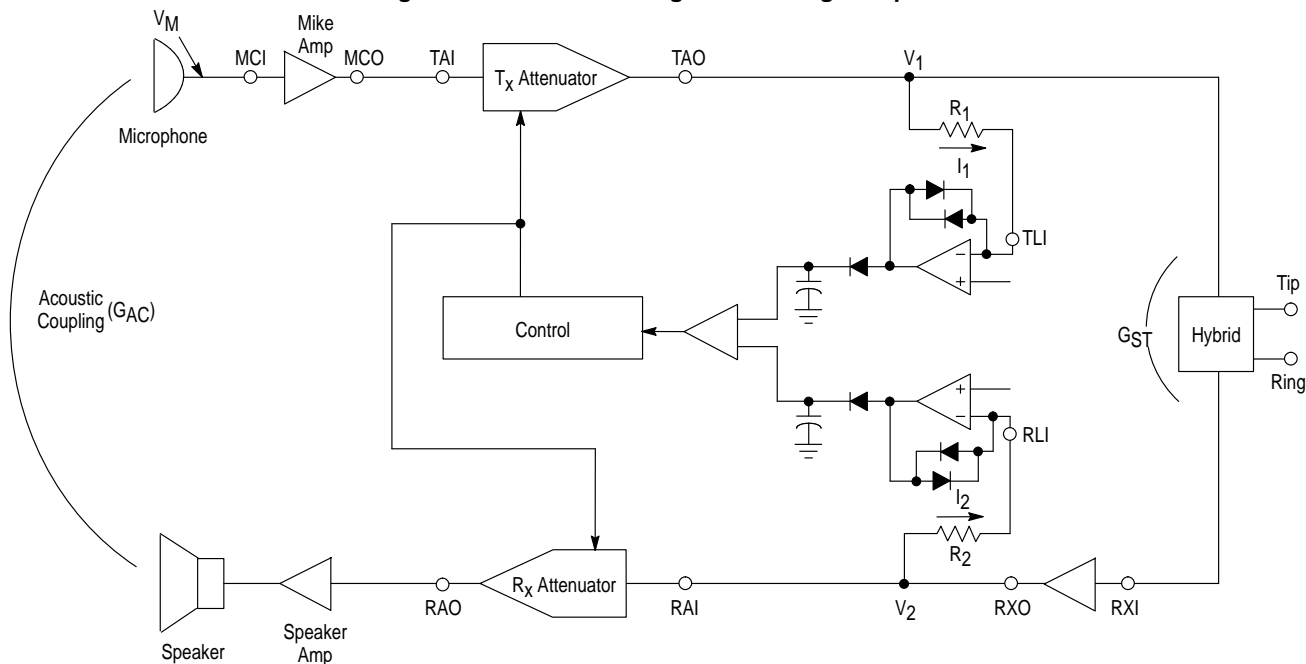 VM
Mike
Amp
MCI
MCO
TAI
Tx Attenuator
TAO
V1
Microphone
R1
I1
TLI
−
+
Acoustic
Coupling (GAC)
Control
GST
Hybrid
Tip
Ring
+
−
RLI
I2
R2
Rx Attenuator
RAO
RAI
V2
RXO
RXI
Speaker
Speaker
Amp